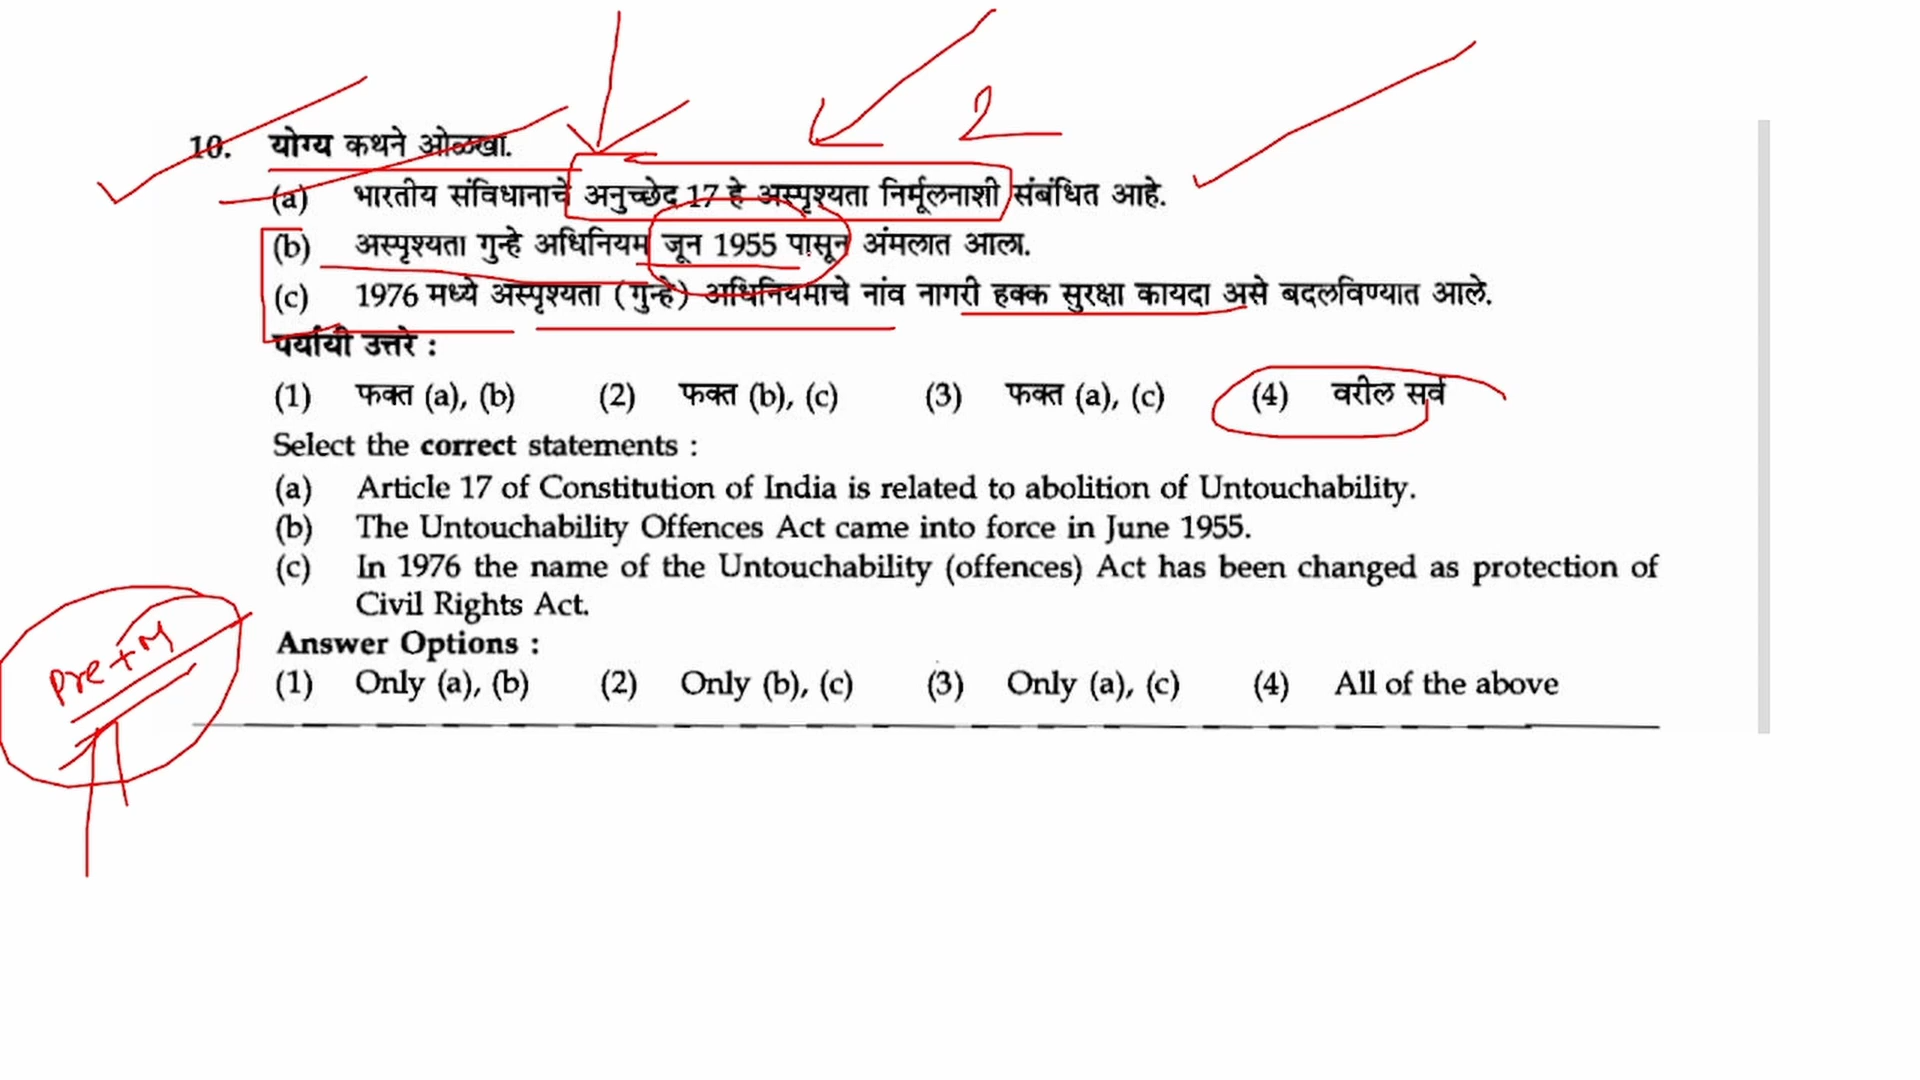 2
10. योग्य कथने ओळखा.
(a) भारतीय संविधानाचे अनुच्छेद 17 हे अस्पृश्यता निर्मूलनाशी संबंधित आहे.
(b) अस्पृश्यता गुन्हे अधिनियम जून 1955 पासून अंमलात आला.
(c) 1976 मध्ये अस्पृश्यता (गुन्हे) अधिनियमाचे नांव नागरी हक्क सुरक्षा कायदा असे बदलविण्यात आले.
पर्यायी उत्तरे :
(1) फक्त (a), (b) (2) फक्त (b), (c) (3) फक्त (a), (c) (4) वरील सर्व
Select the correct statements :
(a) Article 17 of Constitution of India is related to abolition of Untouchability.
(b) The Untouchability Offences Act came into force in June 1955.
(c) In 1976 the name of the Untouchability (offences) Act has been changed as protection of
Civil Rights Act.
Answer Options :
(1) Only (a), (b) (2) Only (b), (c) (3) Only (a), (c) (4) All of the above
Pre+M